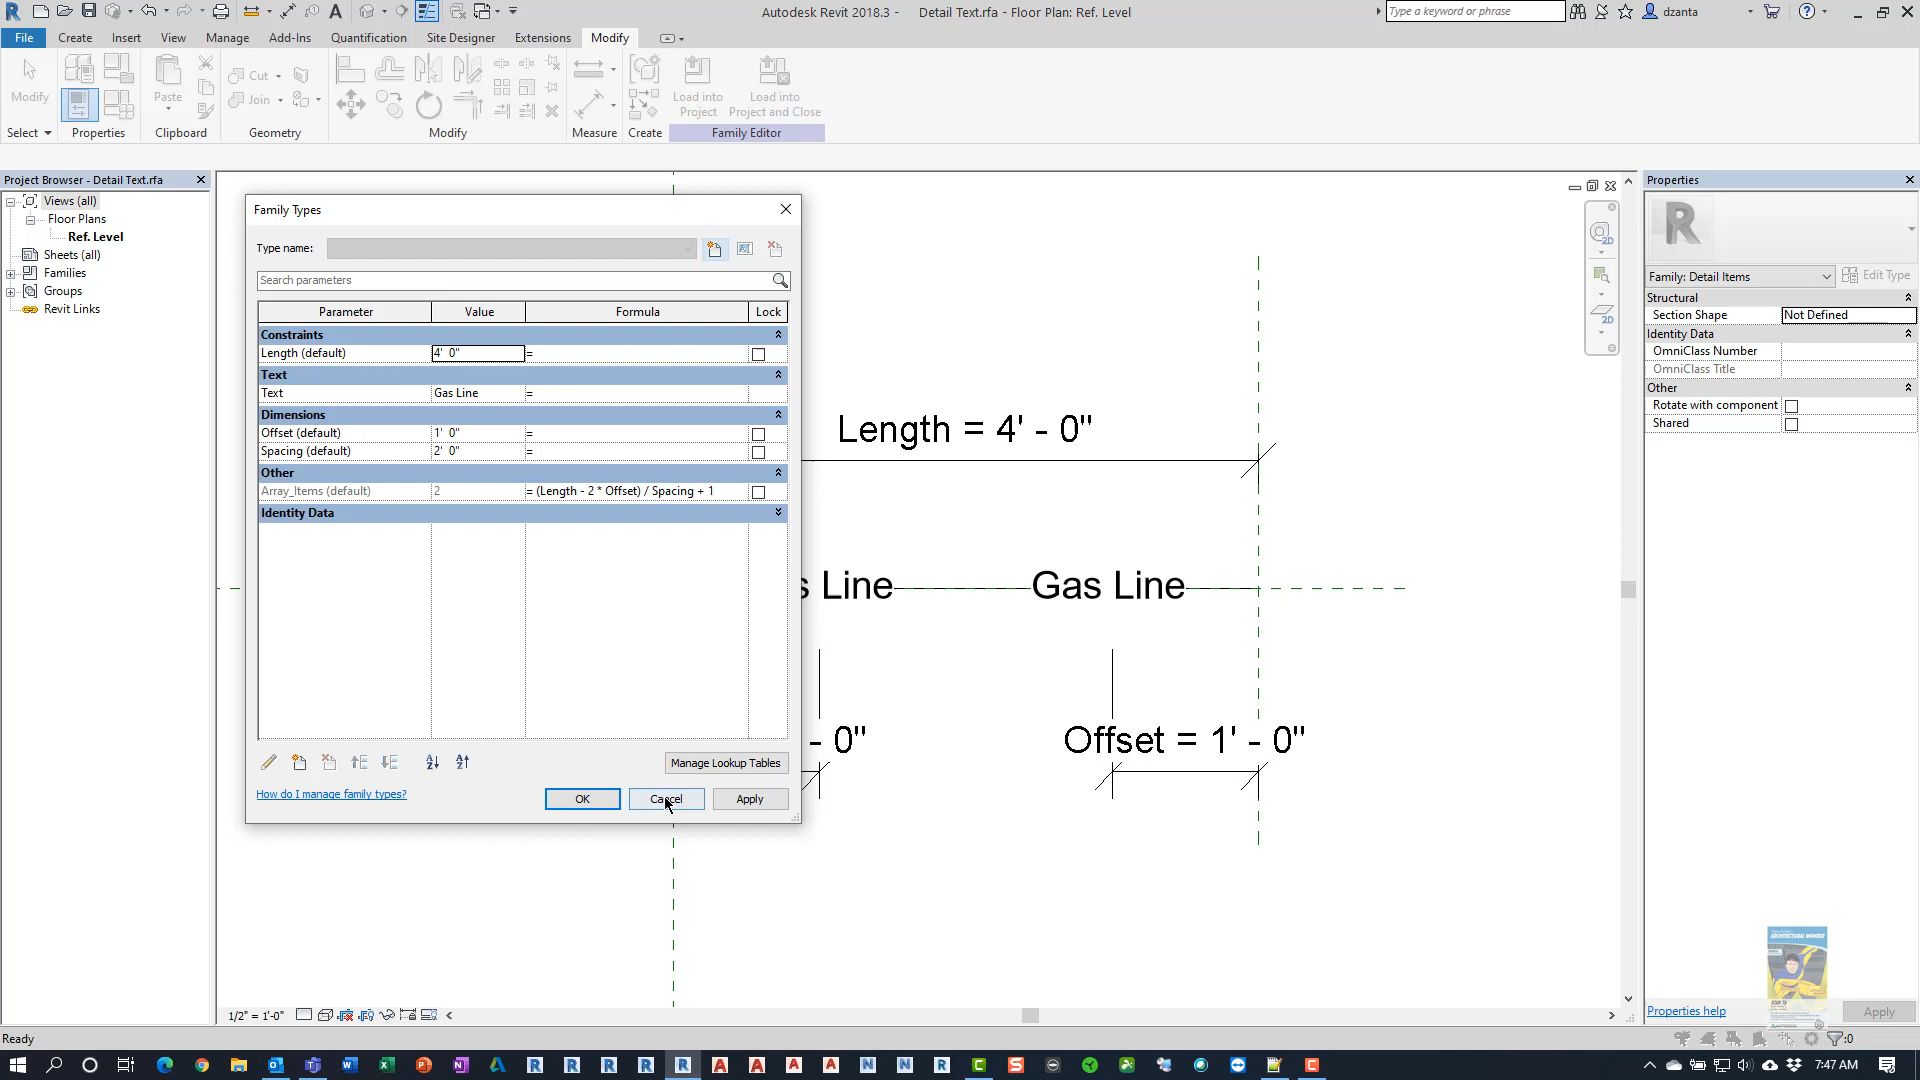 Autodesk Revit 2018.3 - Detail Text.rfa - Floor Plan: Ref. Level
Type a keyword or phrase
dzanta
File Create Insert View Manage Add-Ins Quantification Site Designer Extensions Modify
Modify
Paste
Cut
Join
Load into Project
Load into Project and Close
Select Properties Clipboard Geometry Modify Measure Create Family Editor
Project Browser - Detail Text.rfa
Views (all)
Floor Plans
Ref. Level
Sheets (all)
Families
Groups
Revit Links
Family Types
Type name:
Search parameters
Parameter Value Formula Lock
Constraints
Length (default) 4' 0" =
Text
Text Gas Line =
Dimensions
Offset (default) 1' 0" =
Spacing (default) 2' 0" =
Other
Array_Items (default) 2 = (Length - 2 * Offset) / Spacing + 1
Identity Data
Manage Lookup Tables
How do I manage family types?
OK Cancel Apply
Length = 4' - 0"
s Line Gas Line
- 0" Offset = 1' - 0"
Properties
Family: Detail Items Edit Type
Structural
Section Shape Not Defined
Identity Data
OmniClass Number
OmniClass Title
Other
Rotate with component
Shared
Properties help Apply
ARCHITECTURAL WONDER
1/2" = 1'-0"
Ready
:0
7:47 AM